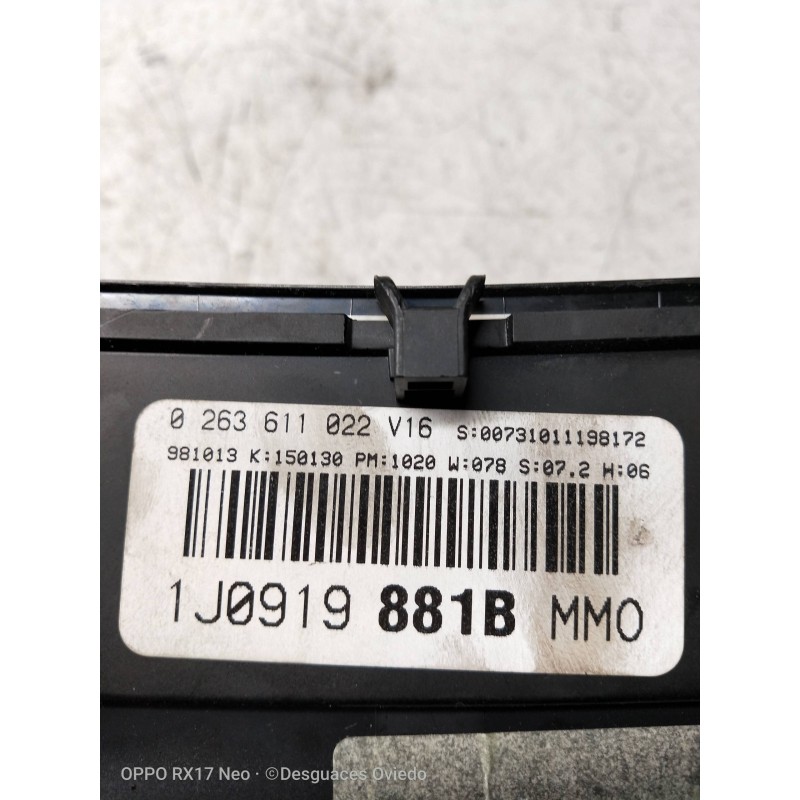 0 263 611 022 V16 S:00731011198172
981013 K:150130 PM:1020 W:078 S:07.2 H:06
1J0919 881B MMO
OPPO RX17 Neo · ©Desguaces Oviedo